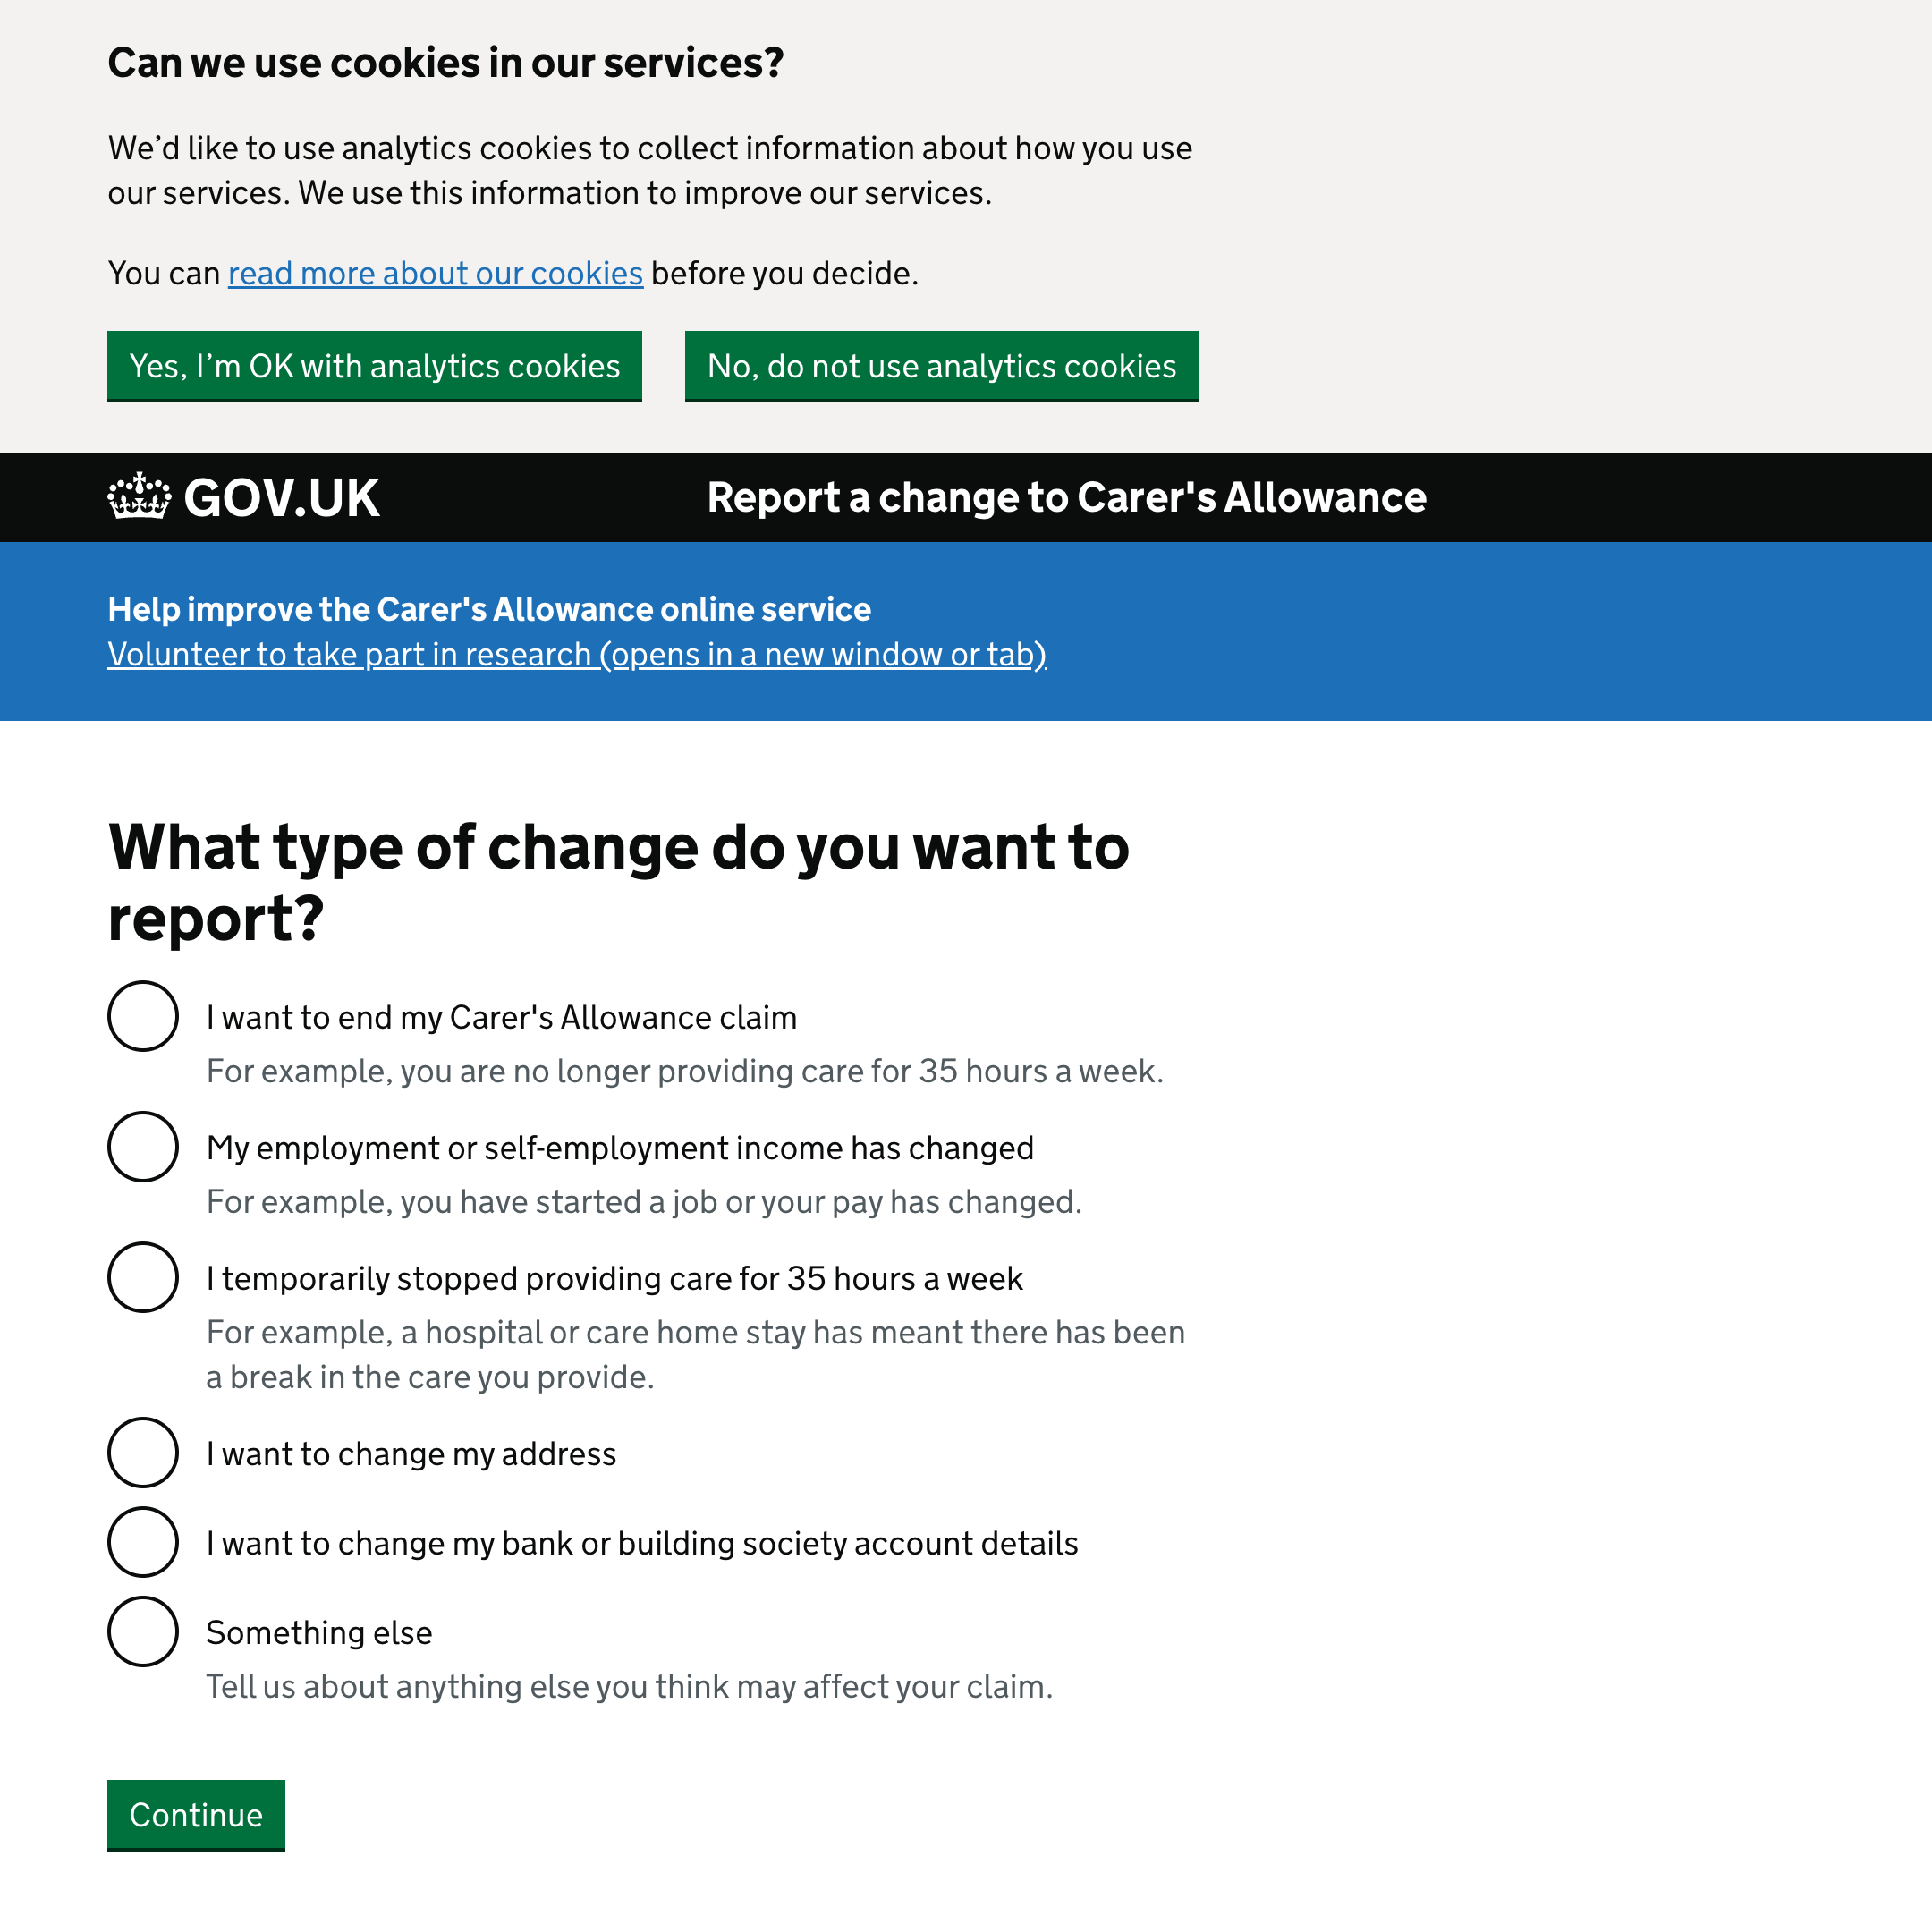 Can we use cookies in our services?
We’d like to use analytics cookies to collect information about how you use
our services. We use this information to improve our services.
You can read more about our cookies before you decide.
Yes, I’m OK with analytics cookies
No, do not use analytics cookies
GOV.UK
Report a change to Carer's Allowance
Help improve the Carer's Allowance online service
Volunteer to take part in research (opens in a new window or tab)
What type of change do you want to
report?
I want to end my Carer's Allowance claim
For example, you are no longer providing care for 35 hours a week.
My employment or self-employment income has changed
For example, you have started a job or your pay has changed.
I temporarily stopped providing care for 35 hours a week
For example, a hospital or care home stay has meant there has been
a break in the care you provide.
I want to change my address
I want to change my bank or building society account details
Something else
Tell us about anything else you think may affect your claim.
Continue